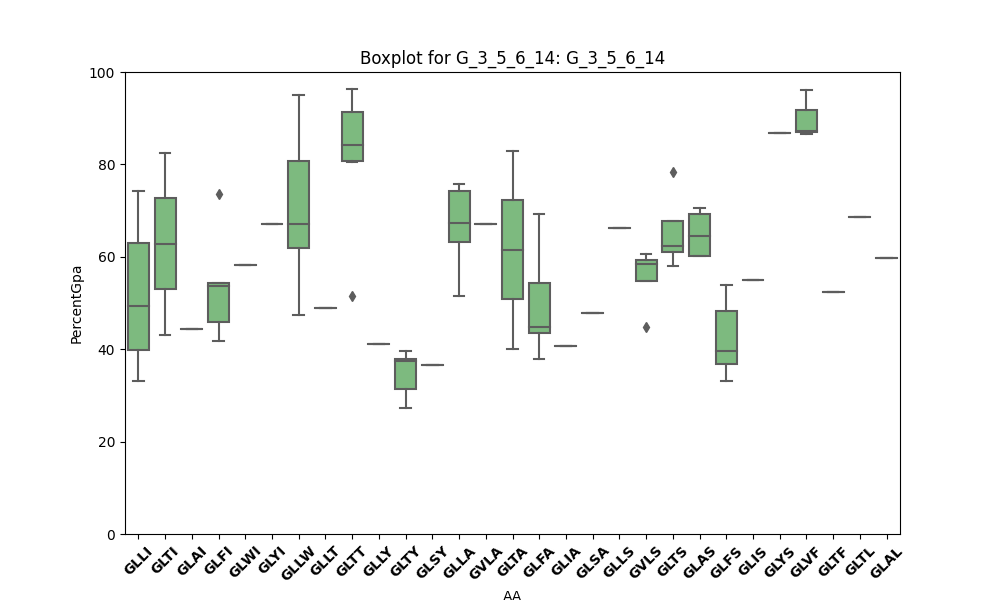 Boxplot for G_3_5_6_14: G_3_5_6_14
100
80
60
40
20
0
PercentGpa
GLLI GLTI GLAI GLFI GLWI GLYI GLLW GLLT GLTT GLLY GLTY GLSY GLLA GVLA GLTA GLFA GLIA GLSA GLLS GVLS GLTS GLAS GLFS GLIS GLYS GLVF GLTF GLTL GLAL
AA